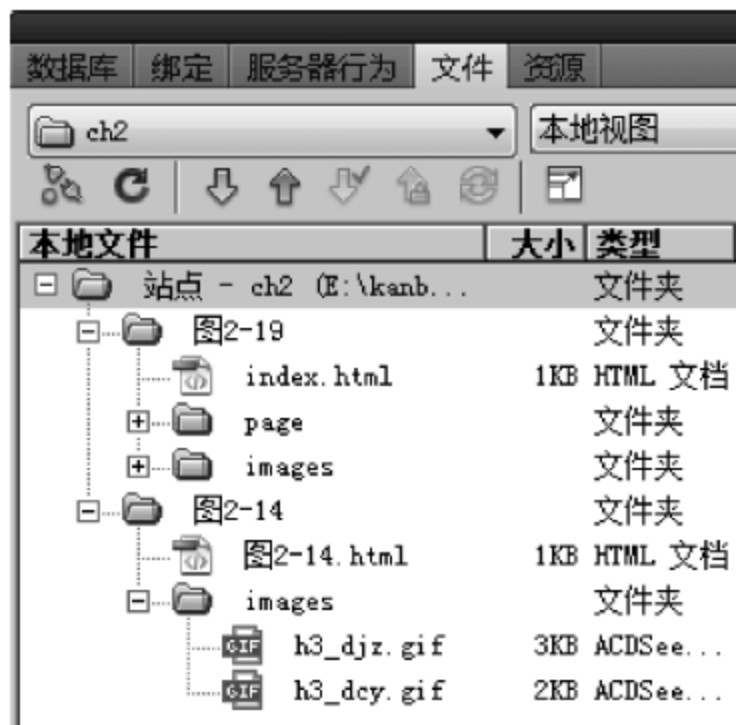 数据库 绑定 服务器行为 文件 资源
ch2 本地视图
本地文件 大小 类型
站点 - ch2 (E:\kanb... 文件夹
图2-19 文件夹
index.html 1KB HTML 文档
page 文件夹
images 文件夹
图2-14 文件夹
图2-14.html 1KB HTML 文档
images 文件夹
GIF h3_djz.gif 3KB ACDSee...
GIF h3_dcy.gif 2KB ACDSee...